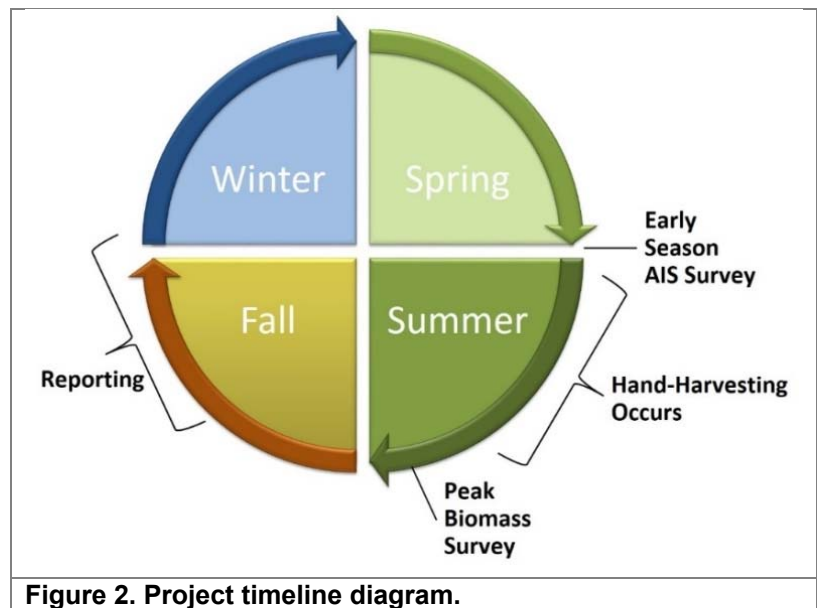 Winter
Spring
Early
Season
AIS Survey
Fall
Summer
Reporting
Hand-Harvesting
Occurs
Peak
Biomass
Survey
Figure 2. Project timeline diagram.